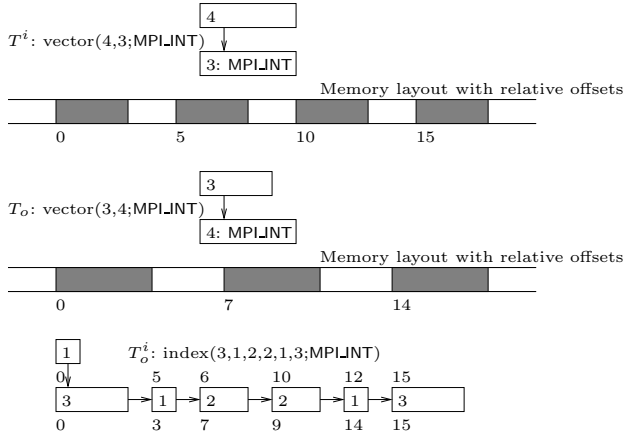 4
Tⁱ: vector(4,3;MPI_INT)
3: MPI_INT
Memory layout with relative offsets
0 5 10 15
3
Tₒ: vector(3,4;MPI_INT)
4: MPI_INT
Memory layout with relative offsets
0 7 14
1 Tₒⁱ: index(3,1,2,2,1,3;MPI_INT)
0 5 6 10 12 15
3 1 2 2 1 3
0 3 7 9 14 15